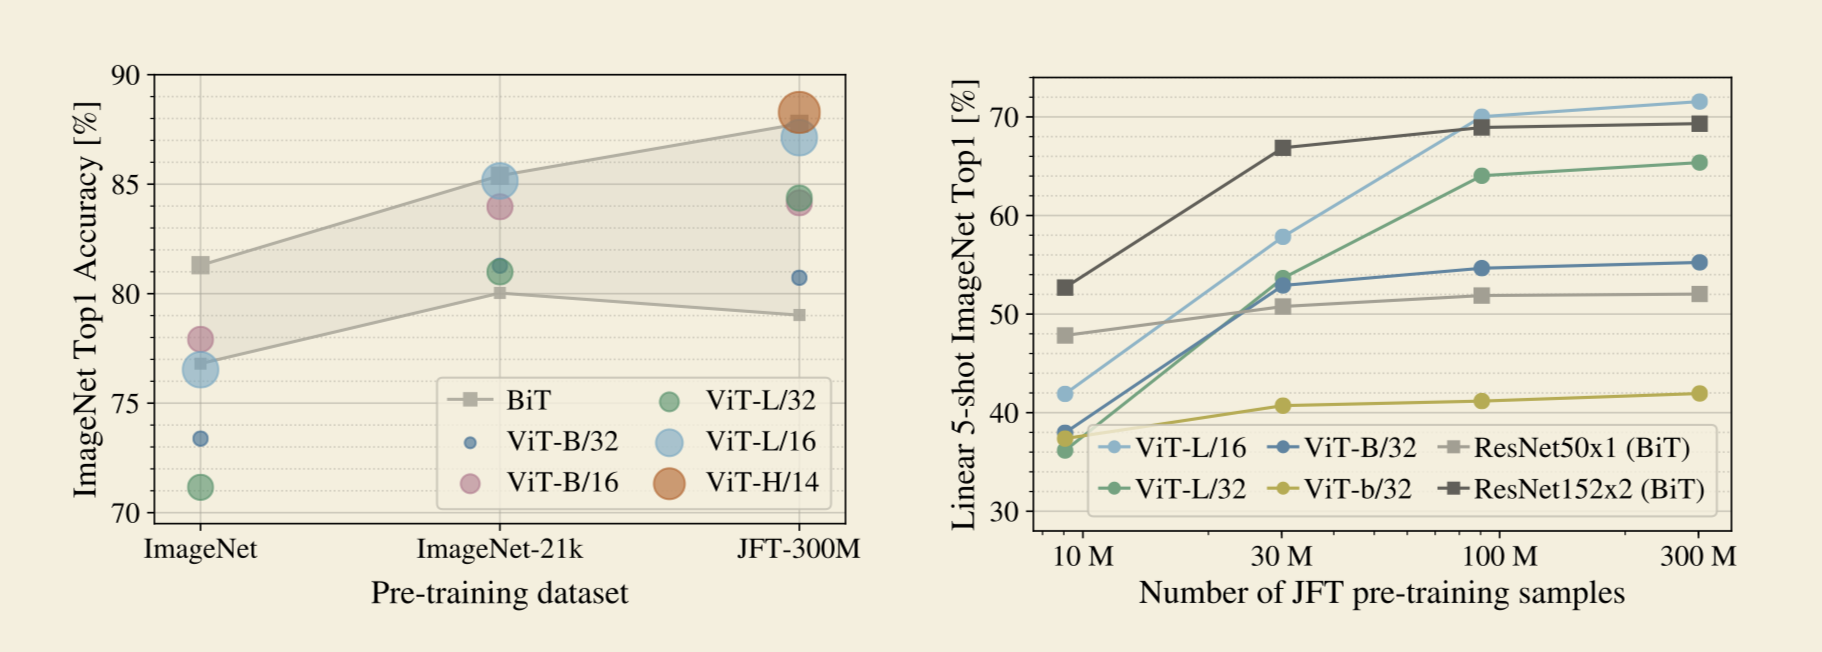 90
85
80
75
70
ImageNet Top1 Accuracy [%]
BiT
ViT-B/32
ViT-B/16
ViT-L/32
ViT-L/16
ViT-H/14
ImageNet
ImageNet-21k
JFT-300M
Pre-training dataset
70
60
50
40
30
Linear 5-shot ImageNet Top1 [%]
ViT-L/16
ViT-L/32
ViT-B/32
ViT-b/32
ResNet50x1 (BiT)
ResNet152x2 (BiT)
10 M
30 M
100 M
300 M
Number of JFT pre-training samples